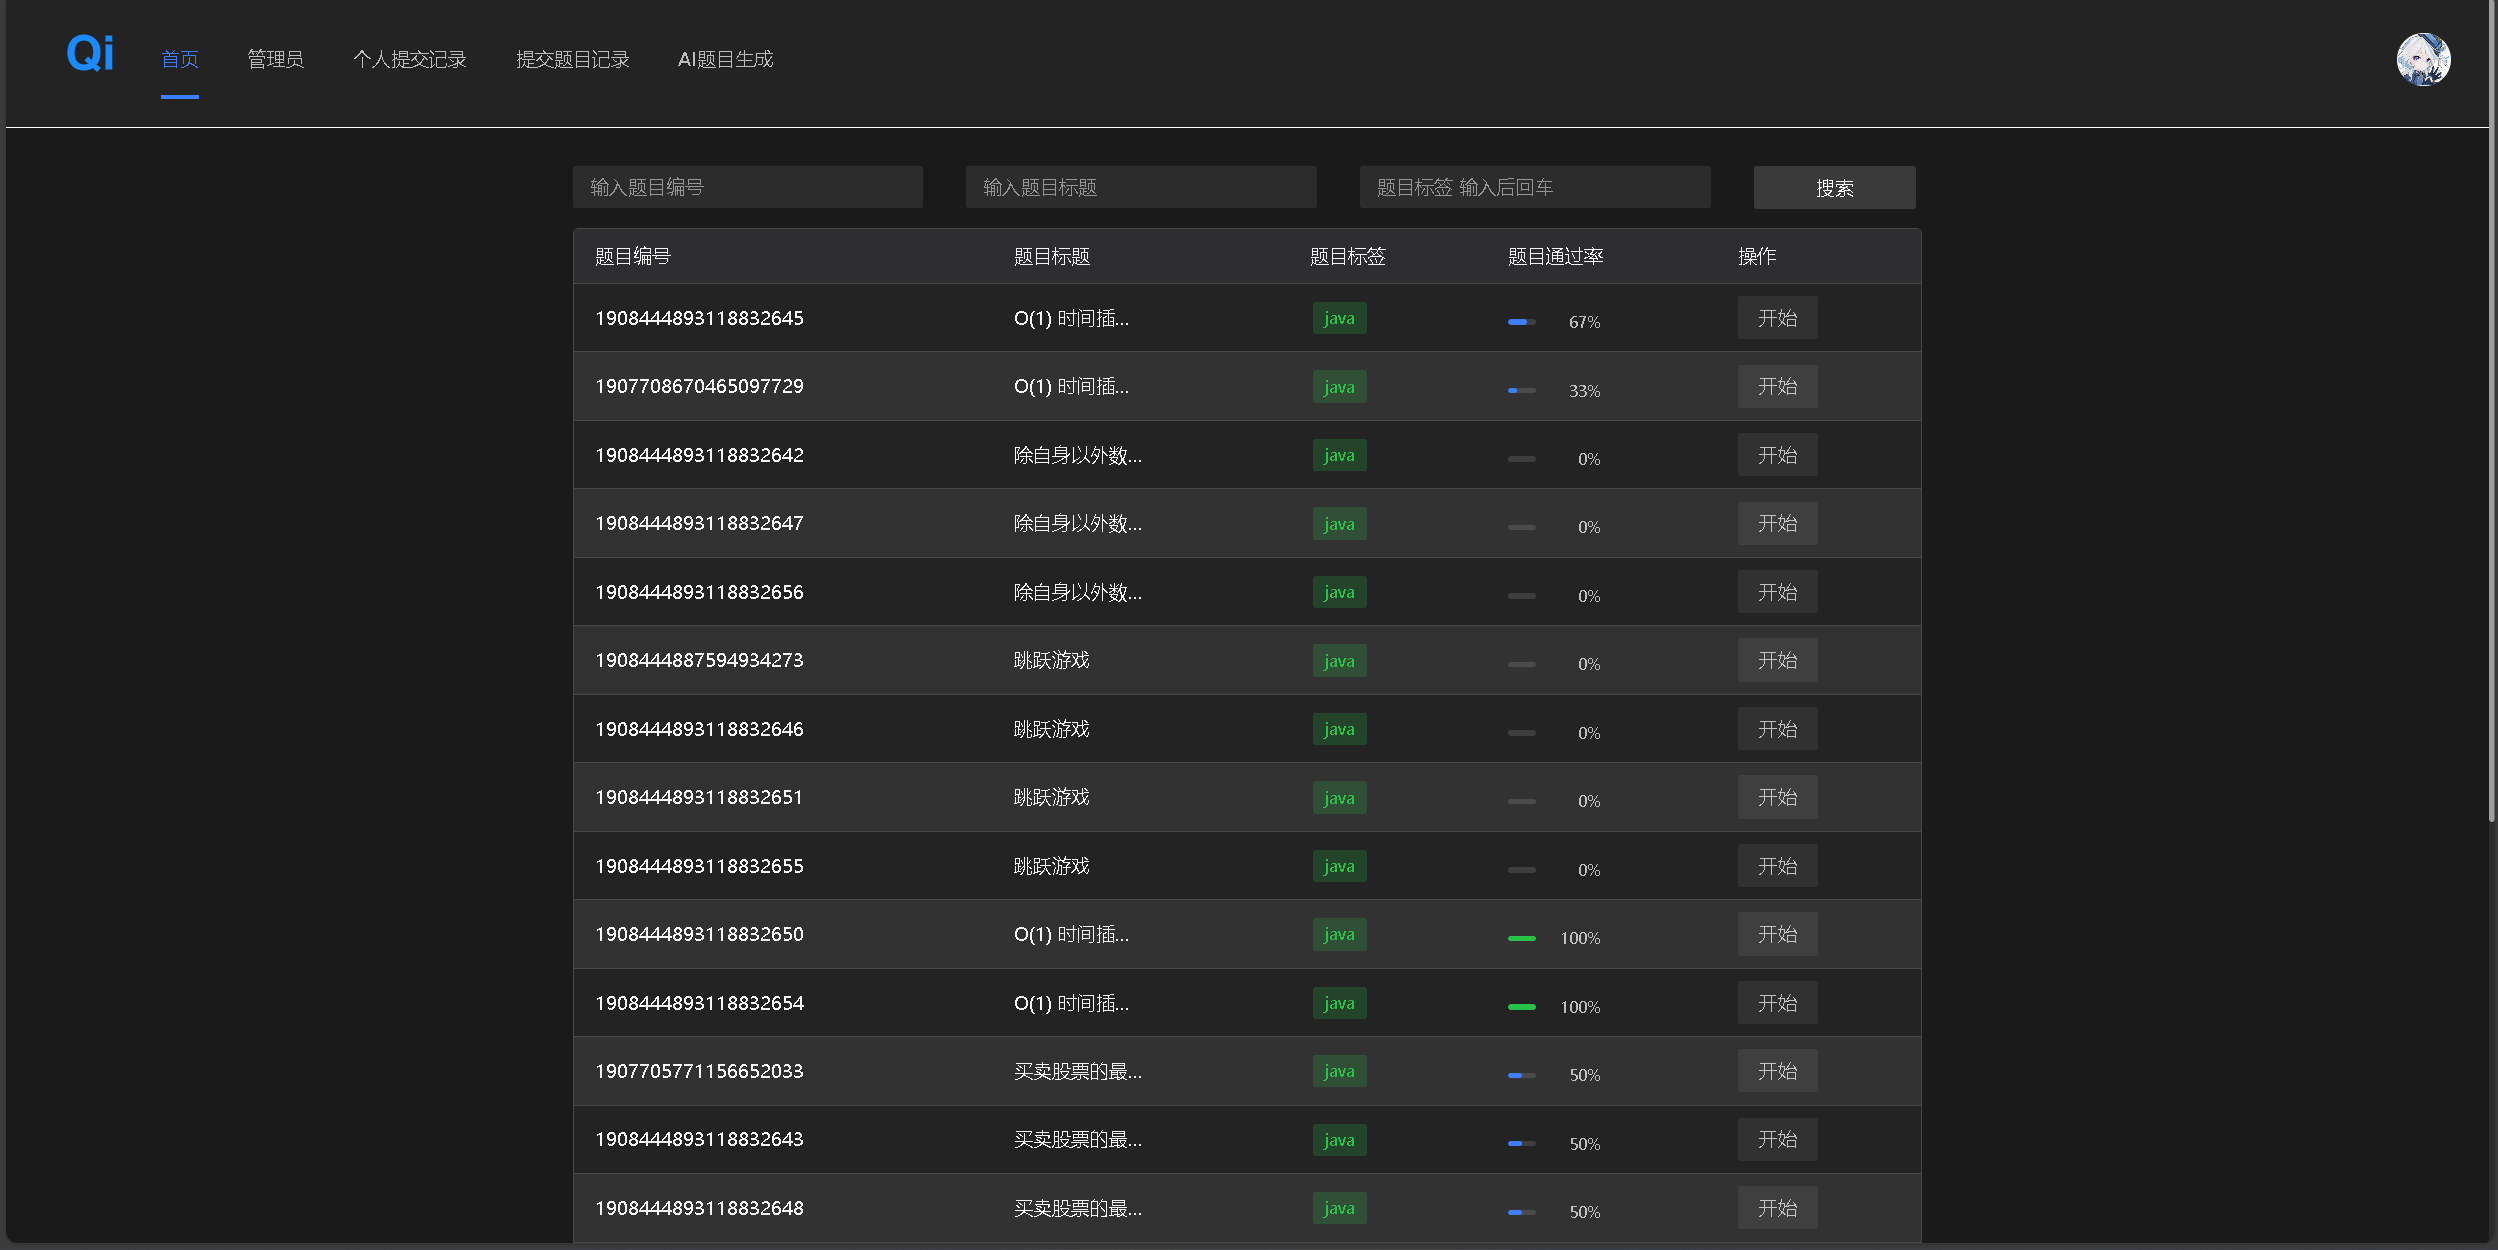 Qi 首页 管理员 个人提交记录 提交题目记录 AI题目生成
输入题目编号 输入题目标题 题目标签 输入后回车 搜索
题目编号 题目标题 题目标签 题目通过率 操作
1908444893118832645 O(1) 时间插... java 67% 开始
1907708670465097729 O(1) 时间插... java 33% 开始
1908444893118832642 除自身以外数... java 0% 开始
1908444893118832647 除自身以外数... java 0% 开始
1908444893118832656 除自身以外数... java 0% 开始
1908444887594934273 跳跃游戏 java 0% 开始
1908444893118832646 跳跃游戏 java 0% 开始
1908444893118832651 跳跃游戏 java 0% 开始
1908444893118832655 跳跃游戏 java 0% 开始
1908444893118832650 O(1) 时间插... java 100% 开始
1908444893118832654 O(1) 时间插... java 100% 开始
1907705771156652033 买卖股票的最... java 50% 开始
1908444893118832643 买卖股票的最... java 50% 开始
1908444893118832648 买卖股票的最... java 50% 开始